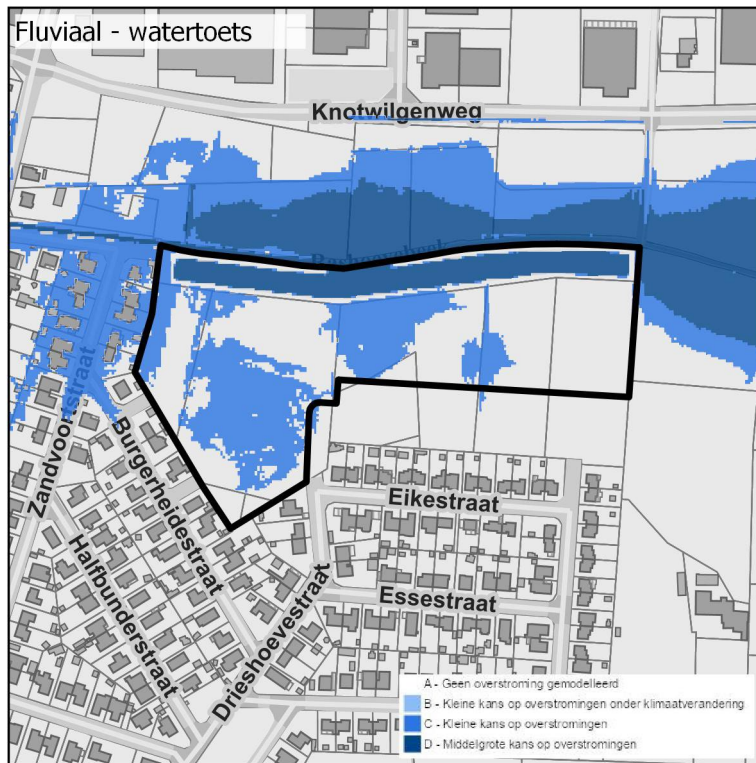 Fluviaal - watertoets
Knotwilgenweg
Zandvoortstraat
Burgerheidestraat
Halfbunderstraat
Drieshoevestraat
Eikestraat
Essestraat
A - Geen overstroming gemodelleerd
B - Kleine kans op overstromingen onder klimaatverandering
C - Kleine kans op overstromingen
D - Middelgrote kans op overstromingen